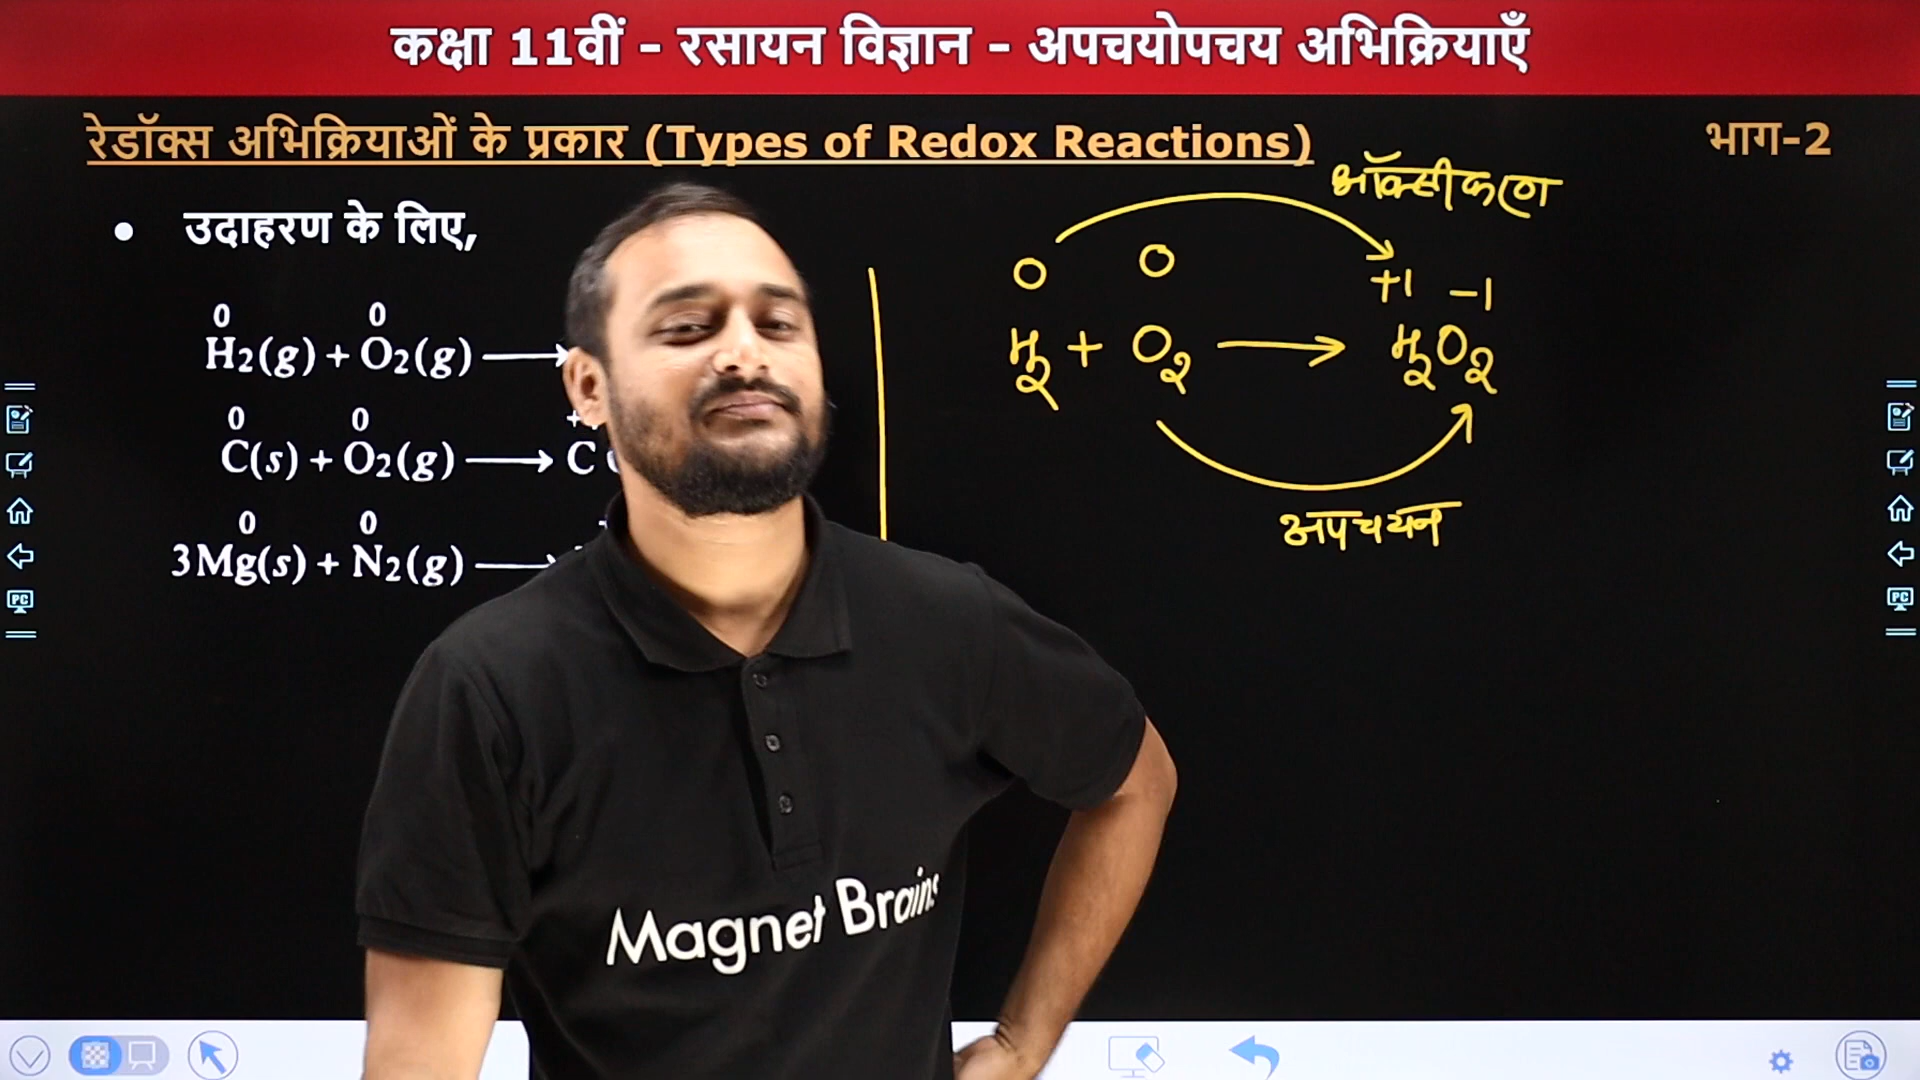 कक्षा 11वीं - रसायन विज्ञान - अपचयोपचय अभिक्रियाएँ
रेडॉक्स अभिक्रियाओं के प्रकार (Types of Redox Reactions)
भाग-2
• उदाहरण के लिए,
0 0
H2(g) + O2(g) ⟶
0 0 +
C(s) + O2(g) ⟶ C
0 0
3Mg(s) + N2(g) ⟶
ऑक्सीकरण
0 0 +1 -1
H2 + O2 ⟶ H2O2
अपचयन
Magnet Brains
PC
PC